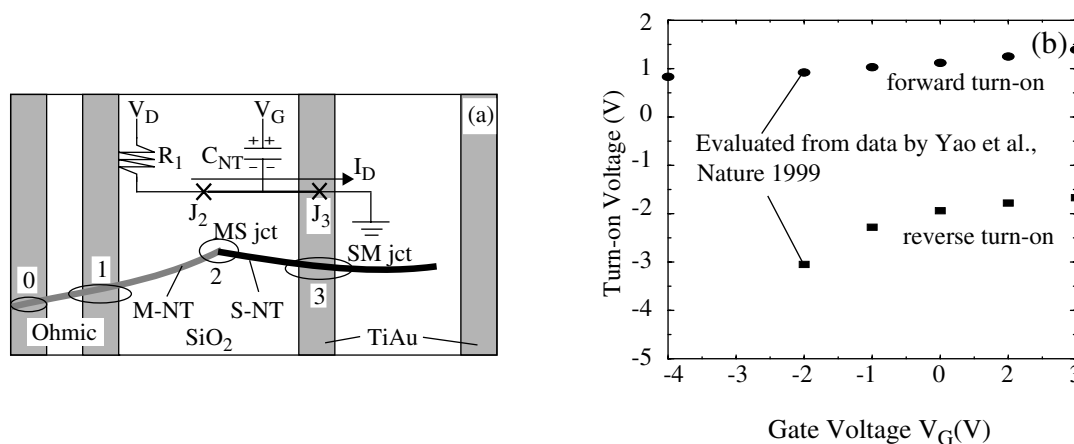 (a)
V_D
V_G
R_1
C_NT
+ +
− −
I_D
J_2
J_3
MS jct
SM jct
0
1
2
3
M-NT
S-NT
Ohmic
SiO_2
TiAu
(b)
Turn-on Voltage (V)
2
1
0
-1
-2
-3
-4
-5
forward turn-on
Evaluated from data by Yao et al.,
Nature 1999
reverse turn-on
-4
-2
-1
0
2
3
Gate Voltage V_G(V)